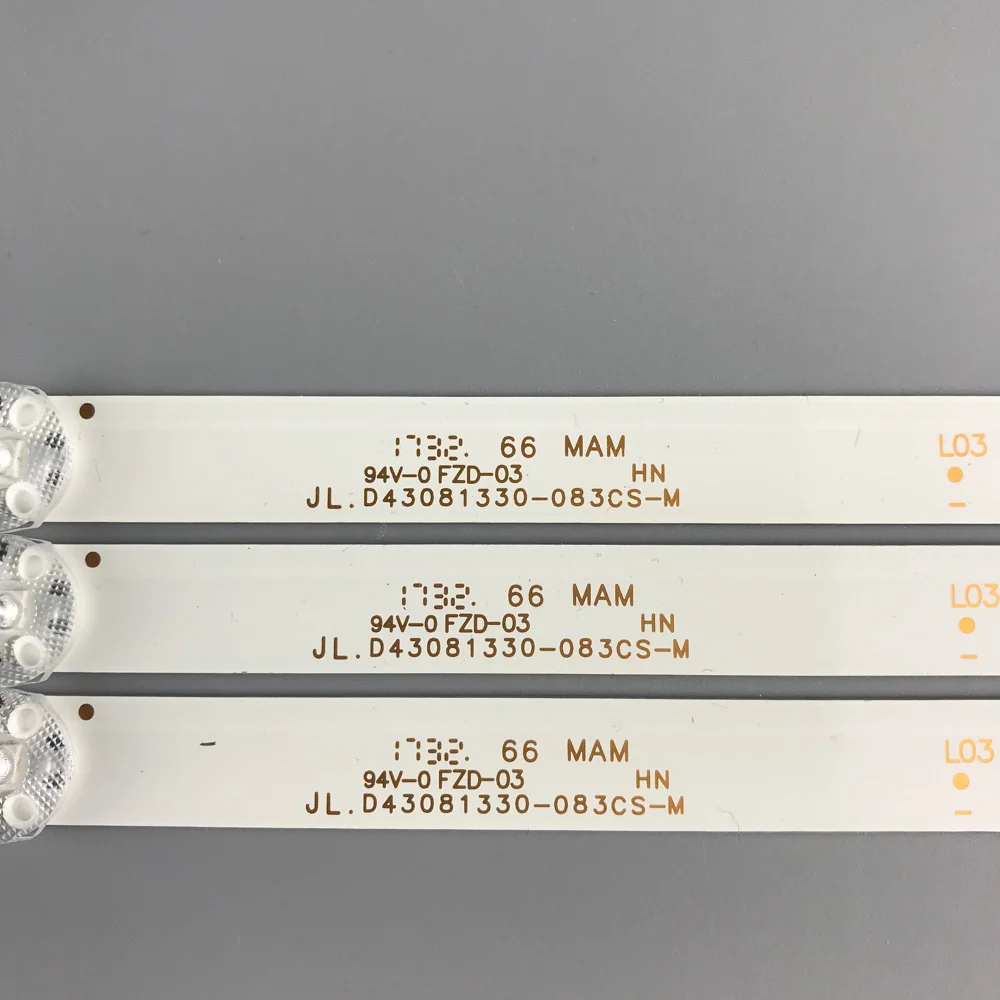 1732. 66 MAM
94V-0 FZD-03 HN
JL.D43081330-083CS-M
L03
-
1732. 66 MAM
94V-0 FZD-03 HN
JL.D43081330-083CS-M
L03
-
1732. 66 MAM
94V-0 FZD-03 HN
JL.D43081330-083CS-M
L03
-